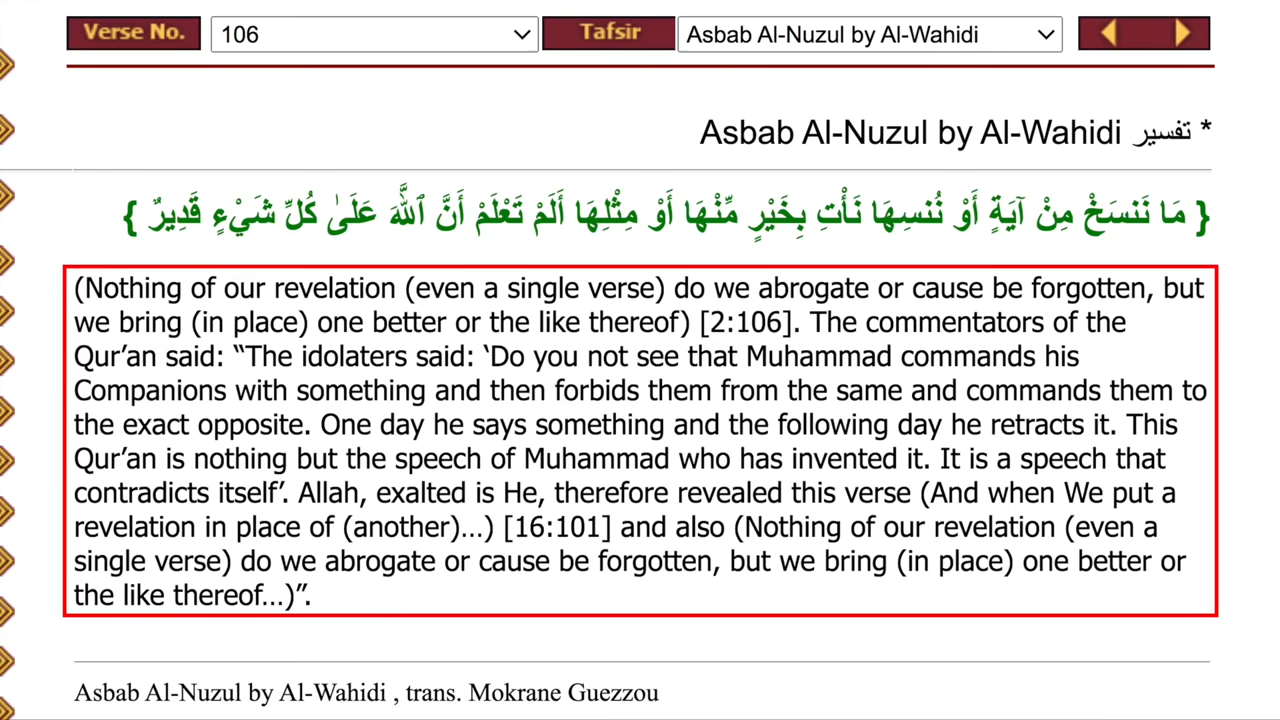 Verse No. 106 Tafsir Asbab Al-Nuzul by Al-Wahidi
* تفسير Asbab Al-Nuzul by Al-Wahidi
{ مَا نَنسَخْ مِنْ آيَةٍ أَوْ نُنسِهَا نَأْتِ بِخَيْرٍ مِّنْهَا أَوْ مِثْلِهَا أَلَمْ تَعْلَمْ أَنَّ ٱللَّهَ عَلَىٰ كُلِّ شَيْءٍ قَدِيرٌ }
(Nothing of our revelation (even a single verse) do we abrogate or cause be forgotten, but
we bring (in place) one better or the like thereof) [2:106]. The commentators of the
Qur’an said: “The idolaters said: ‘Do you not see that Muhammad commands his
Companions with something and then forbids them from the same and commands them to
the exact opposite. One day he says something and the following day he retracts it. This
Qur’an is nothing but the speech of Muhammad who has invented it. It is a speech that
contradicts itself’. Allah, exalted is He, therefore revealed this verse (And when We put a
revelation in place of (another)…) [16:101] and also (Nothing of our revelation (even a
single verse) do we abrogate or cause be forgotten, but we bring (in place) one better or
the like thereof…)”.
Asbab Al-Nuzul by Al-Wahidi , trans. Mokrane Guezzou